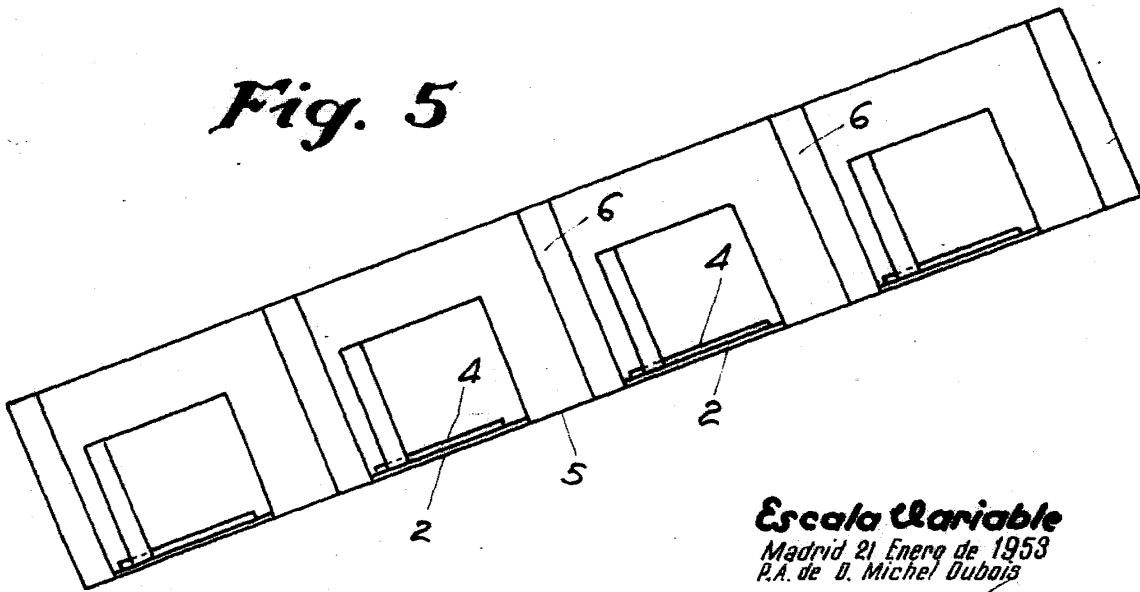 Fig. 5
6
6
4
4
2
5
2
Escala Variable
Madrid 21 Enero de 1953
P.A. de D. Michel Dubois